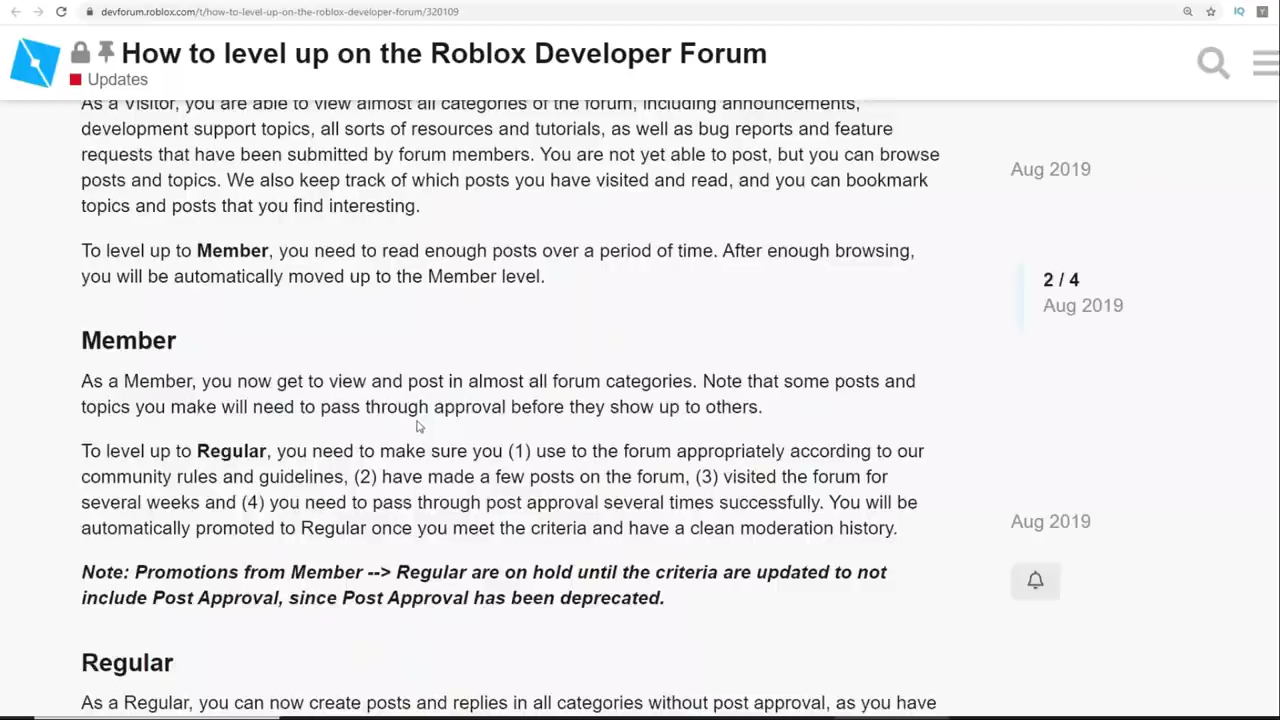 devforum.roblox.com/t/how-to-level-up-on-the-roblox-developer-forum/320109
IQ
Y
How to level up on the Roblox Developer Forum
Updates
As a Visitor, you are able to view almost all categories of the forum, including announcements,
development support topics, all sorts of resources and tutorials, as well as bug reports and feature
requests that have been submitted by forum members. You are not yet able to post, but you can browse
posts and topics. We also keep track of which posts you have visited and read, and you can bookmark
topics and posts that you find interesting.
To level up to Member, you need to read enough posts over a period of time. After enough browsing,
you will be automatically moved up to the Member level.
Member
As a Member, you now get to view and post in almost all forum categories. Note that some posts and
topics you make will need to pass through approval before they show up to others.
To level up to Regular, you need to make sure you (1) use to the forum appropriately according to our
community rules and guidelines, (2) have made a few posts on the forum, (3) visited the forum for
several weeks and (4) you need to pass through post approval several times successfully. You will be
automatically promoted to Regular once you meet the criteria and have a clean moderation history.
Note: Promotions from Member --> Regular are on hold until the criteria are updated to not
include Post Approval, since Post Approval has been deprecated.
Regular
As a Regular, you can now create posts and replies in all categories without post approval, as you have
Aug 2019
2 / 4
Aug 2019
Aug 2019